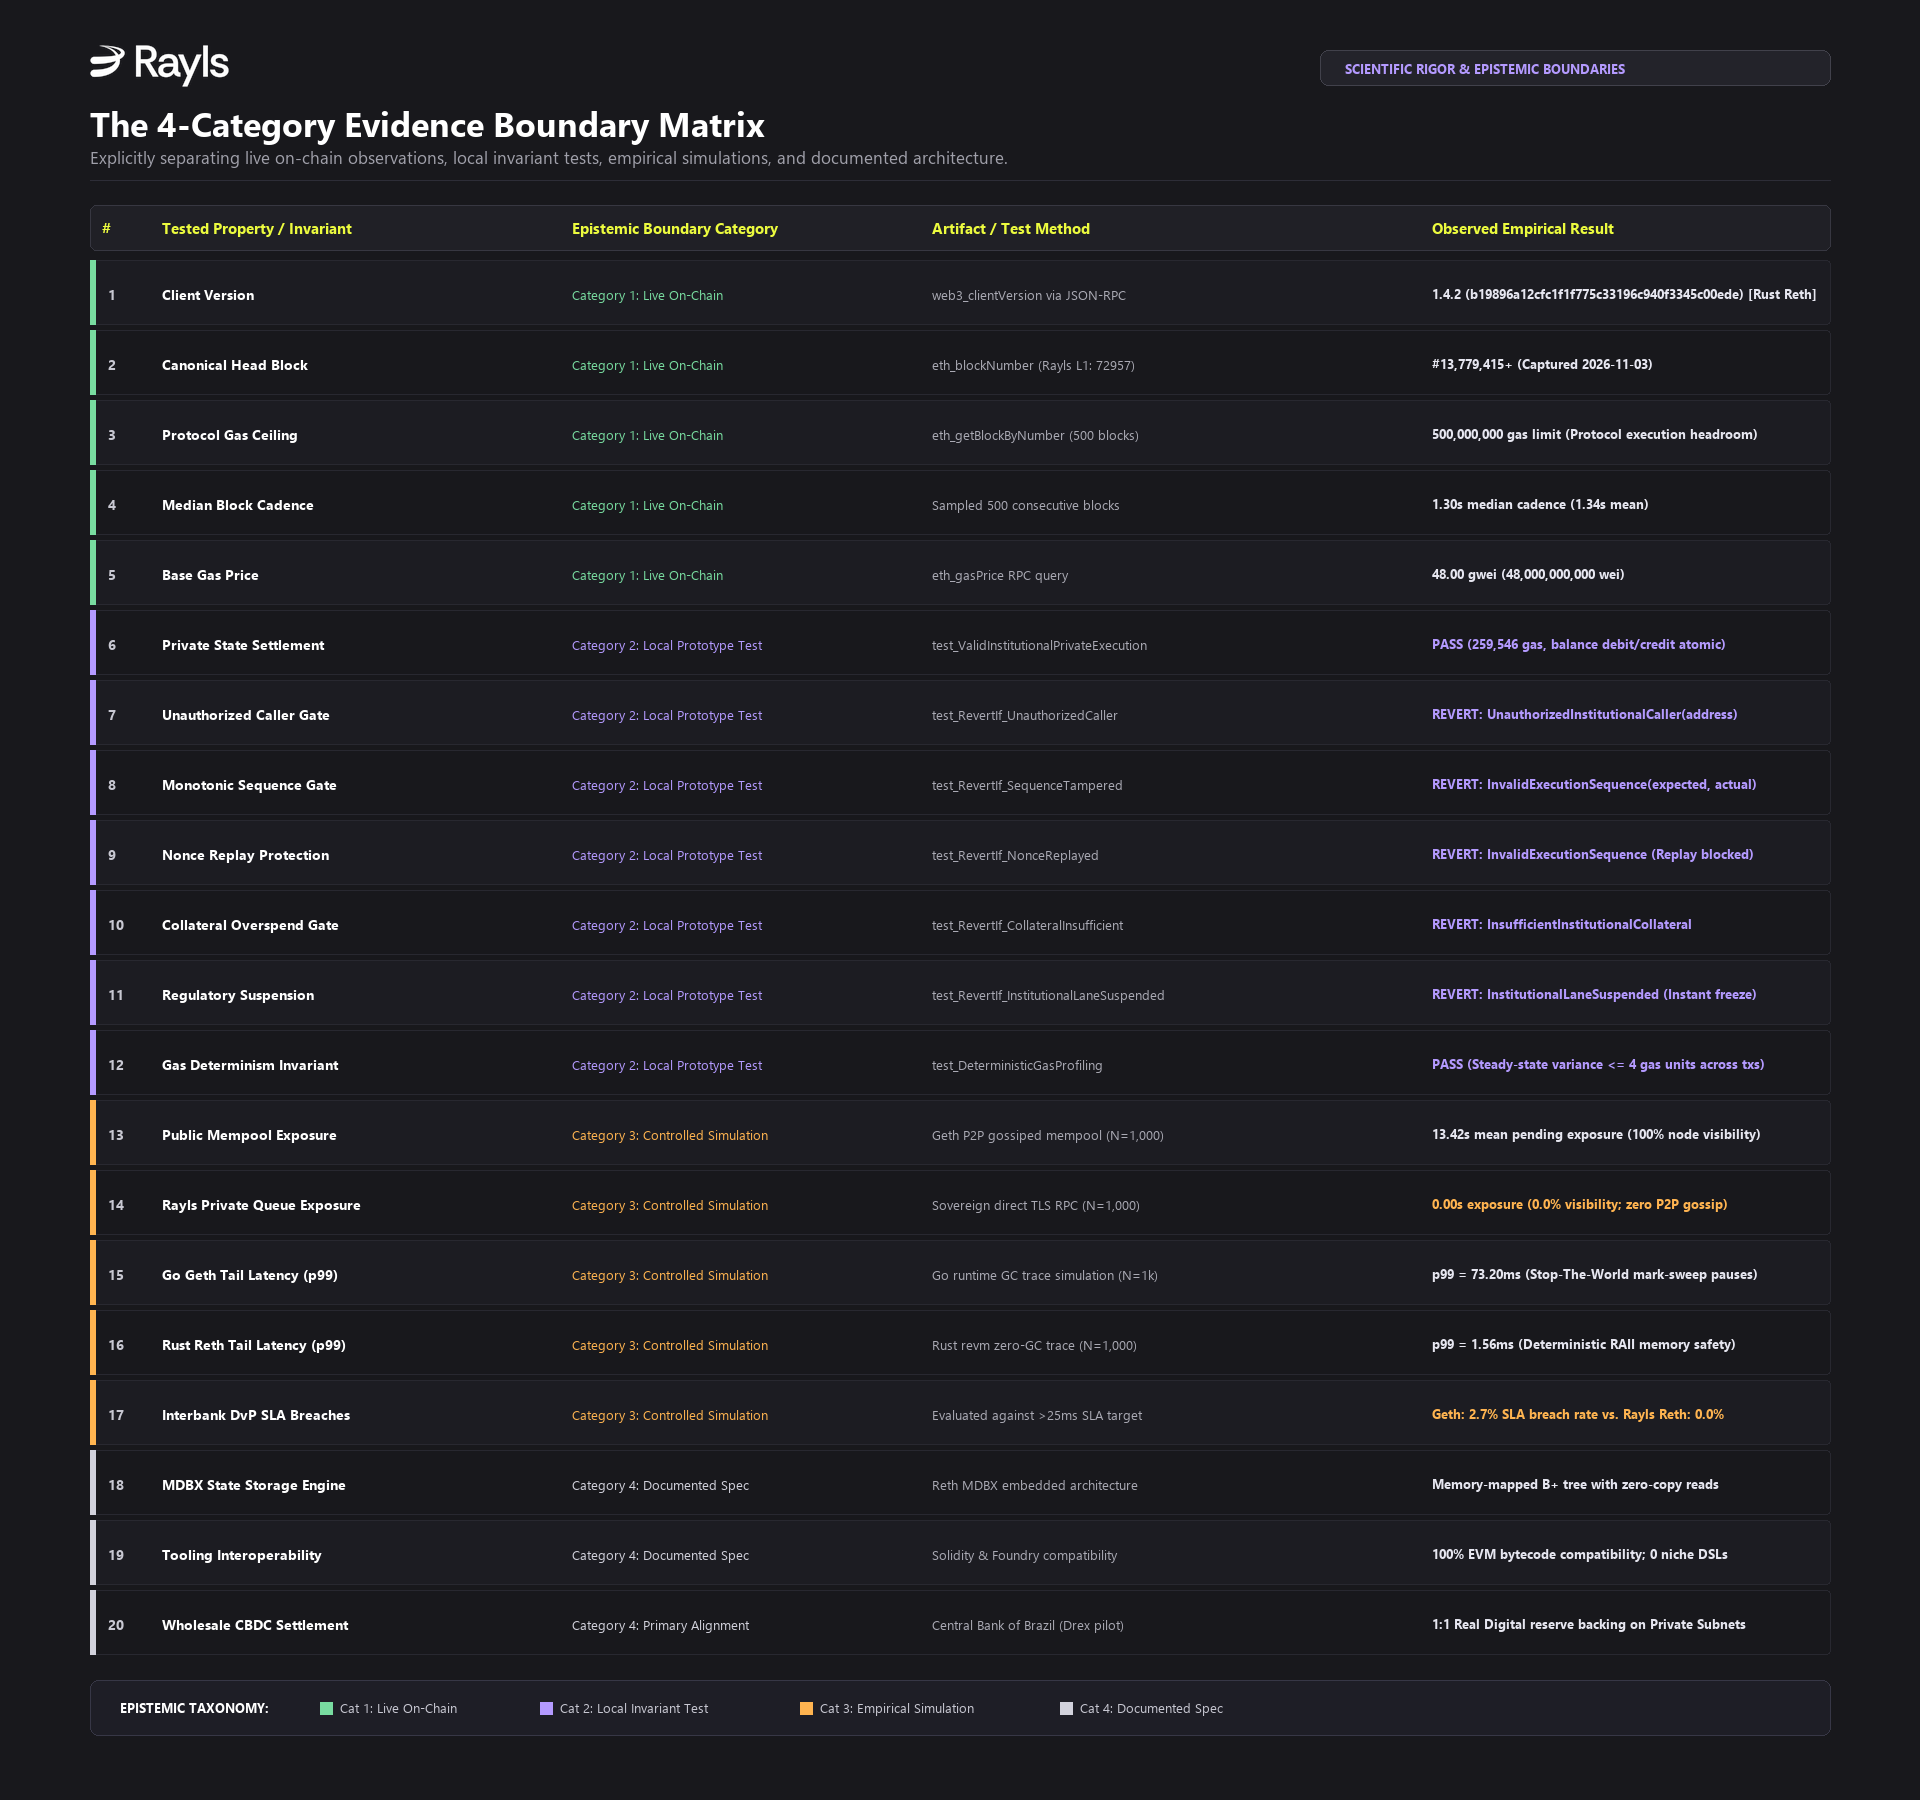 Rayls
SCIENTIFIC RIGOR & EPISTEMIC BOUNDARIES
The 4-Category Evidence Boundary Matrix
Explicitly separating live on-chain observations, local invariant tests, empirical simulations, and documented architecture.
# Tested Property / Invariant Epistemic Boundary Category Artifact / Test Method Observed Empirical Result
1 Client Version Category 1: Live On-Chain web3_clientVersion via JSON-RPC 1.4.2 (b19896a12cfc1f1f775c33196c940f3345c00ede) [Rust Reth]
2 Canonical Head Block Category 1: Live On-Chain eth_blockNumber (Rayls L1: 72957) #13,779,415+ (Captured 2026-11-03)
3 Protocol Gas Ceiling Category 1: Live On-Chain eth_getBlockByNumber (500 blocks) 500,000,000 gas limit (Protocol execution headroom)
4 Median Block Cadence Category 1: Live On-Chain Sampled 500 consecutive blocks 1.30s median cadence (1.34s mean)
5 Base Gas Price Category 1: Live On-Chain eth_gasPrice RPC query 48.00 gwei (48,000,000,000 wei)
6 Private State Settlement Category 2: Local Prototype Test test_ValidInstitutionalPrivateExecution PASS (259,546 gas, balance debit/credit atomic)
7 Unauthorized Caller Gate Category 2: Local Prototype Test test_RevertIf_UnauthorizedCaller REVERT: UnauthorizedInstitutionalCaller(address)
8 Monotonic Sequence Gate Category 2: Local Prototype Test test_RevertIf_SequenceTampered REVERT: InvalidExecutionSequence(expected, actual)
9 Nonce Replay Protection Category 2: Local Prototype Test test_RevertIf_NonceReplayed REVERT: InvalidExecutionSequence (Replay blocked)
10 Collateral Overspend Gate Category 2: Local Prototype Test test_RevertIf_CollateralInsufficient REVERT: InsufficientInstitutionalCollateral
11 Regulatory Suspension Category 2: Local Prototype Test test_RevertIf_InstitutionalLaneSuspended REVERT: InstitutionalLaneSuspended (Instant freeze)
12 Gas Determinism Invariant Category 2: Local Prototype Test test_DeterministicGasProfiling PASS (Steady-state variance <= 4 gas units across txs)
13 Public Mempool Exposure Category 3: Controlled Simulation Geth P2P gossiped mempool (N=1,000) 13.42s mean pending exposure (100% node visibility)
14 Rayls Private Queue Exposure Category 3: Controlled Simulation Sovereign direct TLS RPC (N=1,000) 0.00s exposure (0.0% visibility; zero P2P gossip)
15 Go Geth Tail Latency (p99) Category 3: Controlled Simulation Go runtime GC trace simulation (N=1k) p99 = 73.20ms (Stop-The-World mark-sweep pauses)
16 Rust Reth Tail Latency (p99) Category 3: Controlled Simulation Rust revm zero-GC trace (N=1,000) p99 = 1.56ms (Deterministic RAII memory safety)
17 Interbank DvP SLA Breaches Category 3: Controlled Simulation Evaluated against >25ms SLA target Geth: 2.7% SLA breach rate vs. Rayls Reth: 0.0%
18 MDBX State Storage Engine Category 4: Documented Spec Reth MDBX embedded architecture Memory-mapped B+ tree with zero-copy reads
19 Tooling Interoperability Category 4: Documented Spec Solidity & Foundry compatibility 100% EVM bytecode compatibility; 0 niche DSLs
20 Wholesale CBDC Settlement Category 4: Primary Alignment Central Bank of Brazil (Drex pilot) 1:1 Real Digital reserve backing on Private Subnets
EPISTEMIC TAXONOMY: Cat 1: Live On-Chain Cat 2: Local Invariant Test Cat 3: Empirical Simulation Cat 4: Documented Spec